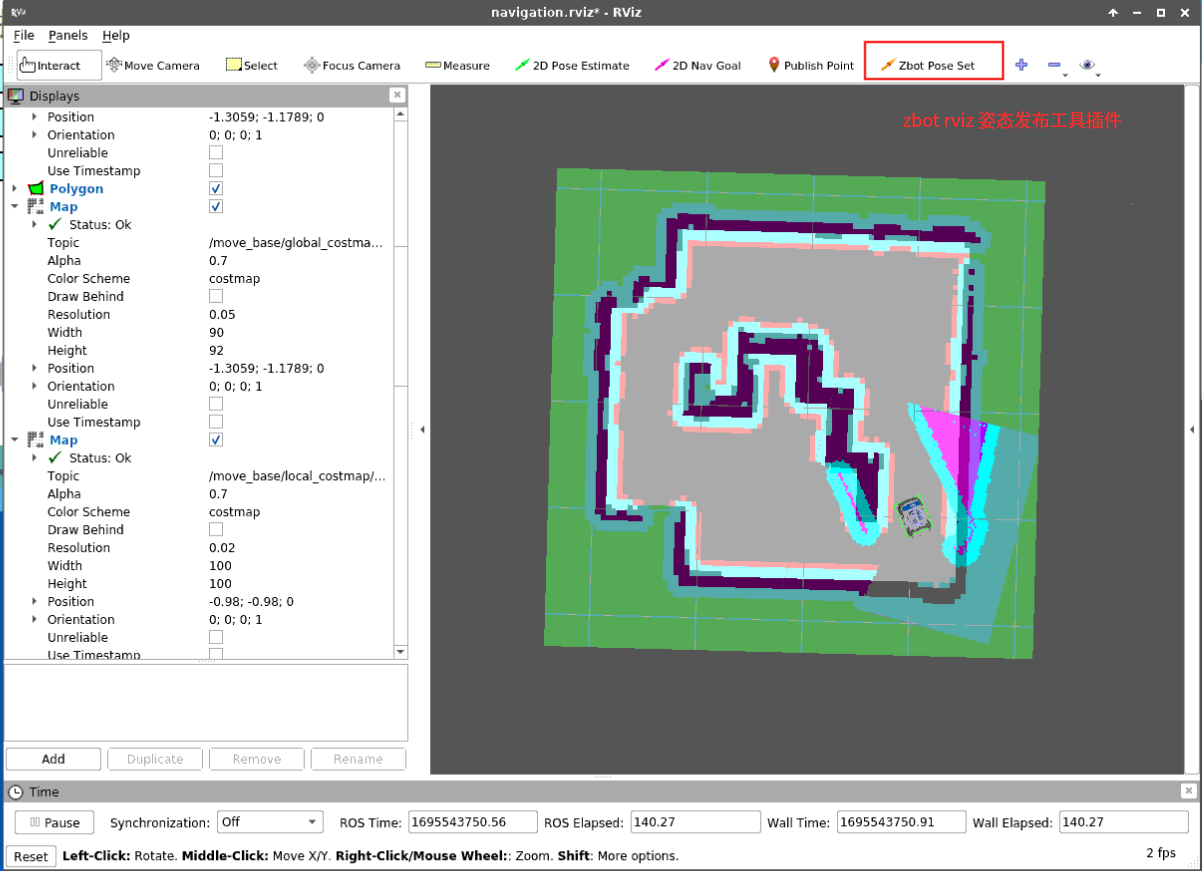 navigation.rviz* - RViz
File Panels Help
Interact Move Camera Select Focus Camera Measure 2D Pose Estimate 2D Nav Goal Publish Point Zbot Pose Set
Displays
zbot rviz 姿态发布工具插件
Position -1.3059; -1.1789; 0
Orientation 0; 0; 0; 1
Unreliable
Use Timestamp
Polygon
Map
Status: Ok
Topic /move_base/global_costma...
Alpha 0.7
Color Scheme costmap
Draw Behind
Resolution 0.05
Width 90
Height 92
Position -1.3059; -1.1789; 0
Orientation 0; 0; 0; 1
Unreliable
Use Timestamp
Map
Status: Ok
Topic /move_base/local_costmap/...
Alpha 0.7
Color Scheme costmap
Draw Behind
Resolution 0.02
Width 100
Height 100
Position -0.98; -0.98; 0
Orientation 0; 0; 0; 1
Unreliable
Use Timestamp
Add Duplicate Remove Rename
Time
Pause Synchronization: Off ROS Time: 1695543750.56 ROS Elapsed: 140.27 Wall Time: 1695543750.91 Wall Elapsed: 140.27
Reset Left-Click: Rotate. Middle-Click: Move X/Y. Right-Click/Mouse Wheel:: Zoom. Shift: More options. 2 fps